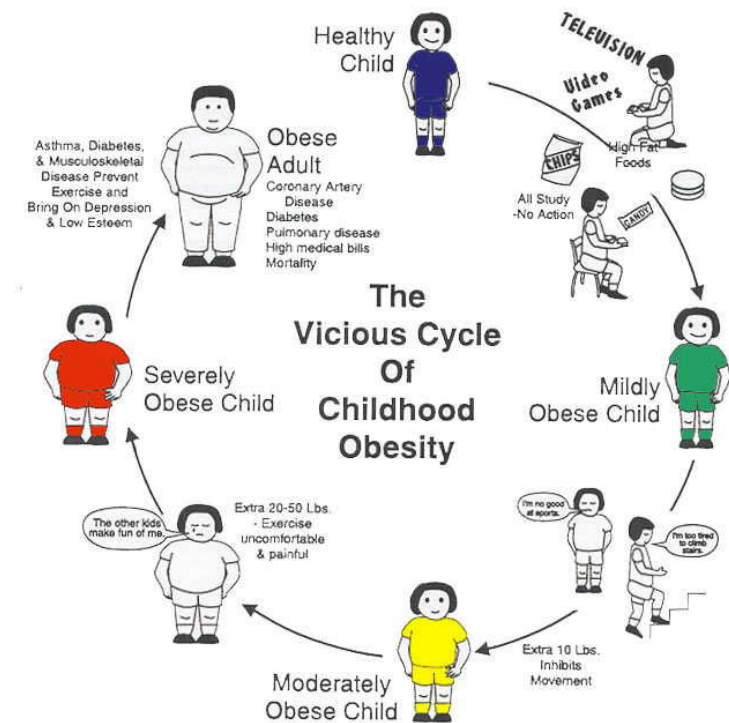 Healthy
Child
TELEVISION
Video
Games
High Fat
Foods
CHIPS
All Study
-No Action
CANDY
Mildly
Obese Child
I'm no good
at sports.
I'm too tired
to climb
stairs.
Extra 10 Lbs.
Inhibits
Movement
Moderately
Obese Child
Extra 20-50 Lbs.
- Exercise
uncomfortable
& painful
The other kids
make fun of me.
Severely
Obese Child
Asthma, Diabetes,
& Musculoskeletal
Disease Prevent
Exercise and
Bring On Depression
& Low Esteem
Obese
Adult
Coronary Artery
Disease
Diabetes
Pulmonary disease
High medical bills
Mortality
The
Vicious Cycle
Of
Childhood
Obesity